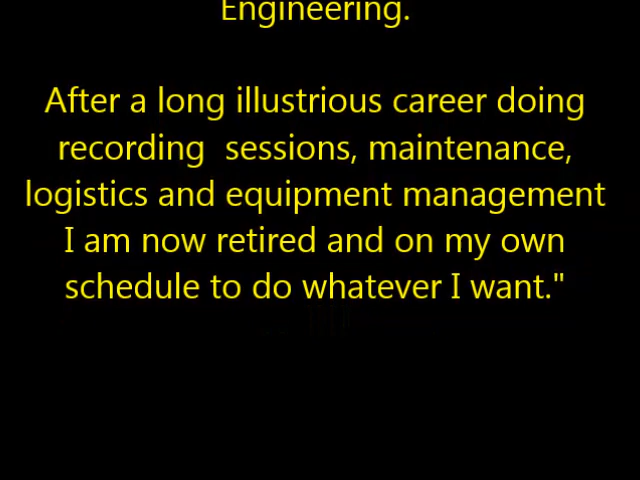 Engineering.
After a long illustrious career doing
recording  sessions, maintenance,
logistics and equipment management
I am now retired and on my own
schedule to do whatever I want."